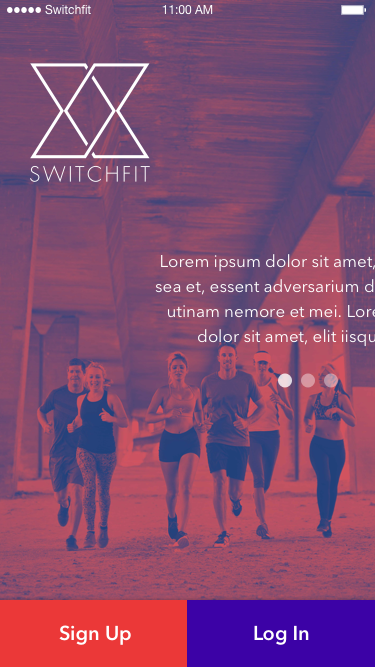 Switchfit 11:00 AM
SWITCHFIT
Lorem ipsum dolor sit amet,
sea et, essent adversarium d
utinam nemore et mei. Lore
dolor sit amet, elit iisqu
Sign Up Log In